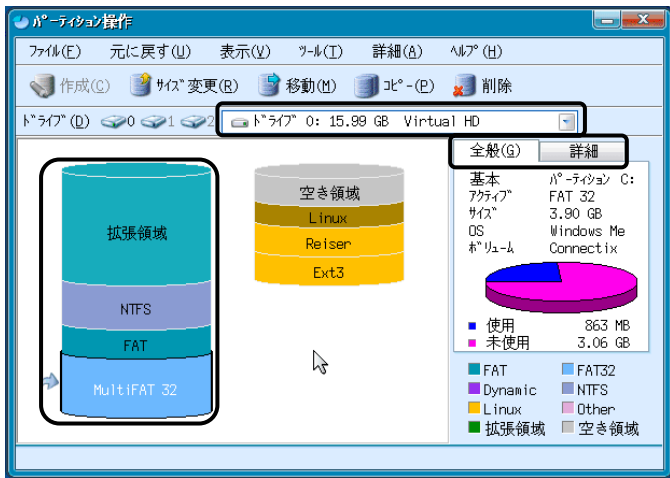 パーティション操作
ファイル(F) 元に戻す(U) 表示(V) ツール(T) 詳細(A) ヘルプ(H)
作成(C) サイズ変更(R) 移動(M) コピー(P) 削除
ドライブ(D) 0 1 2 ドライブ 0: 15.99 GB Virtual HD
全般(G) 詳細
拡張領域
NTFS
FAT
MultiFAT 32
空き領域
Linux
Reiser
Ext3
基本 パーティション C:
アクティブ FAT 32
サイズ 3.90 GB
OS Windows Me
ボリューム Connectix
使用 863 MB
未使用 3.06 GB
FAT FAT32
Dynamic NTFS
Linux Other
拡張領域 空き領域